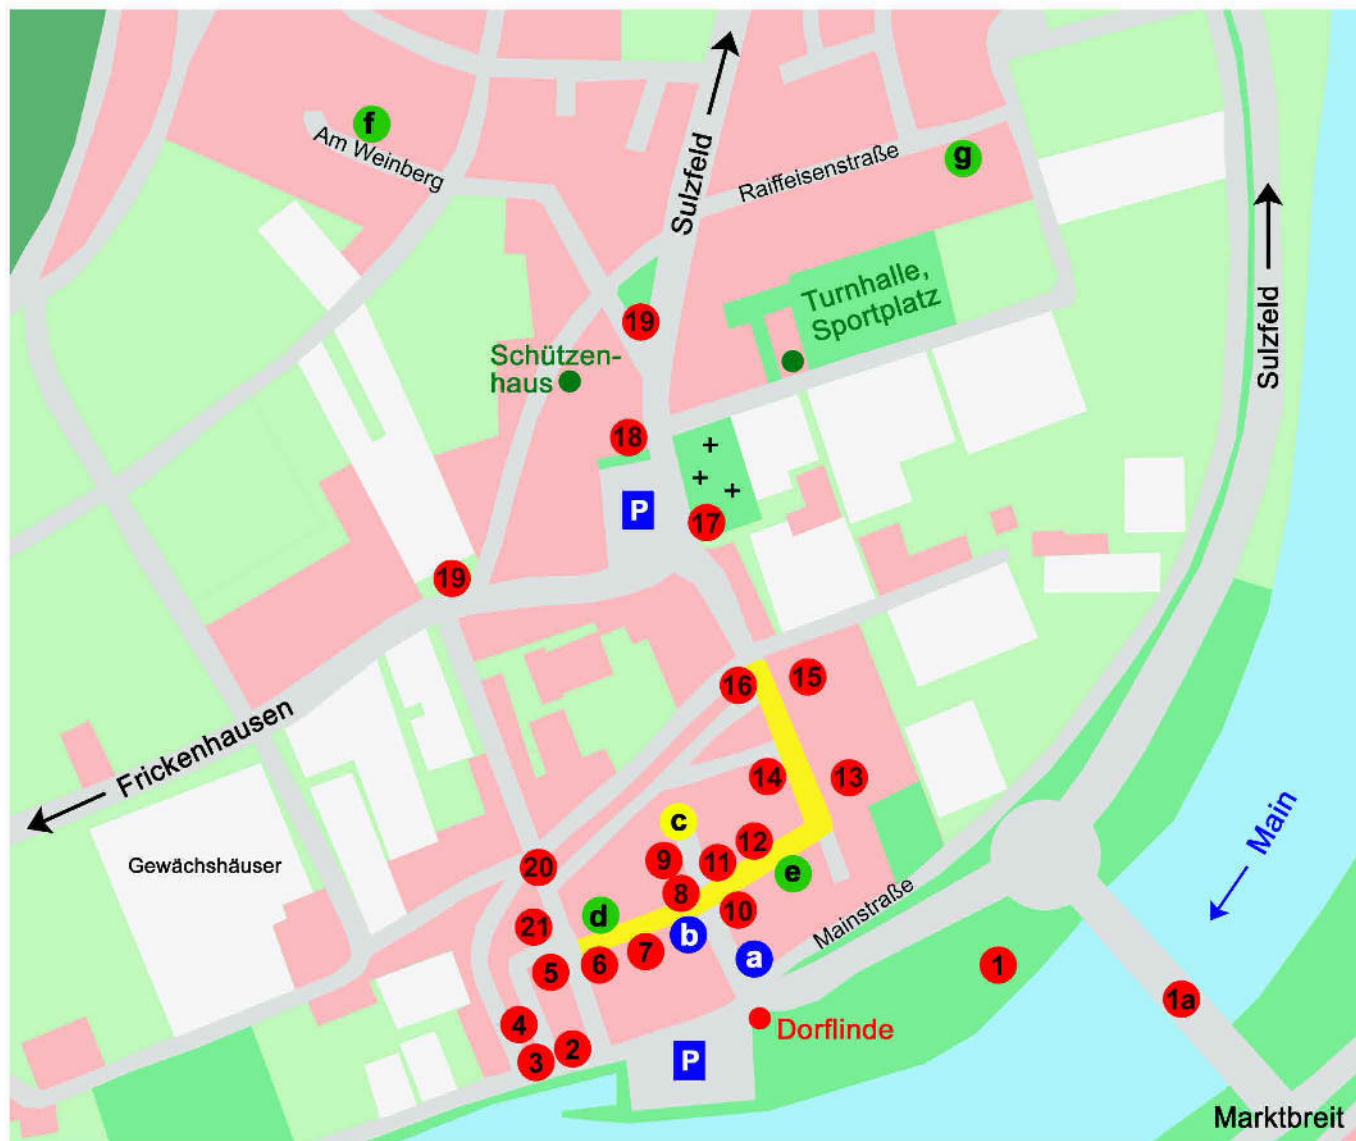 f
Am Weinberg
Sulzfeld
Raiffeisenstraße
g
Turnhalle,
Sportplatz
Sulzfeld
19
Schützen-
haus
18
P
17
19
16
15
Frickenhausen
14
13
c
12
Main
Gewächshäuser
20
9
11
8
e
d
10
Mainstraße
21
b
7
6
5
a
1
1a
4
Dorflinde
2
3
P
Marktbreit